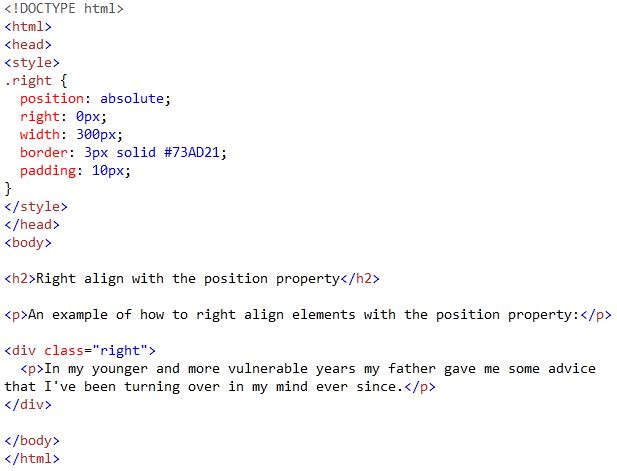 <!DOCTYPE html>
<html>
<head>
<style>
.right {
  position: absolute;
  right: 0px;
  width: 300px;
  border: 3px solid #73AD21;
  padding: 10px;
}
</style>
</head>
<body>

<h2>Right align with the position property</h2>

<p>An example of how to right align elements with the position property:</p>

<div class="right">
  <p>In my younger and more vulnerable years my father gave me some advice
that I've been turning over in my mind ever since.</p>
</div>

</body>
</html>